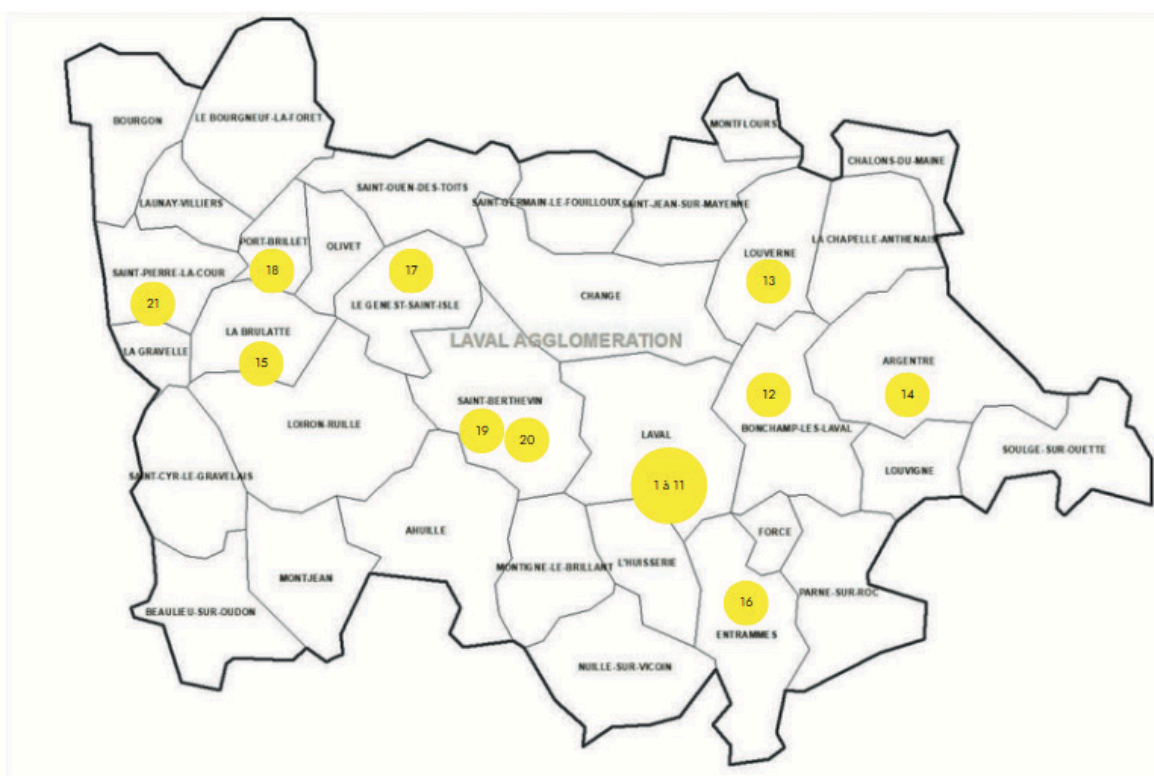 BOURGON
LE BOURGNEUF-LA-FORET
MONTFLOURS
CHALONS-DU-MAINE
LAUNAY-VILLIERS
SAINT-OUEN-DES-TOITS
SAINT-GERMAIN-LE-FOUILLOUX
SAINT-JEAN-SUR-MAYENNE
PORT-BRILLET
OLIVET
LOUVERNE
LA CHAPELLE-ANTHENAIS
SAINT-PIERRE-LA-COUR
18
17
13
21
LE GENEST-SAINT-ISLE
CHANGE
LA BRULATTE
LAVAL AGGLOMERATION
LA GRAVELLE
15
ARGENTRE
12
14
SAINT-BERTHEVIN
LOIRON-RUILLE
19
20
LAVAL
BONCHAMP-LES-LAVAL
SOULGE-SUR-OUETTE
SAINT-CYR-LE-GRAVELAIS
LOUVIGNE
1 à 11
AHUILLE
FORCE
MONTJEAN
MONTIGNE-LE-BRILLANT
L'HUISSERIE
PARNE-SUR-ROC
16
BEAULIEU-SUR-OUDON
ENTRAMMES
NUILLE-SUR-VICOIN